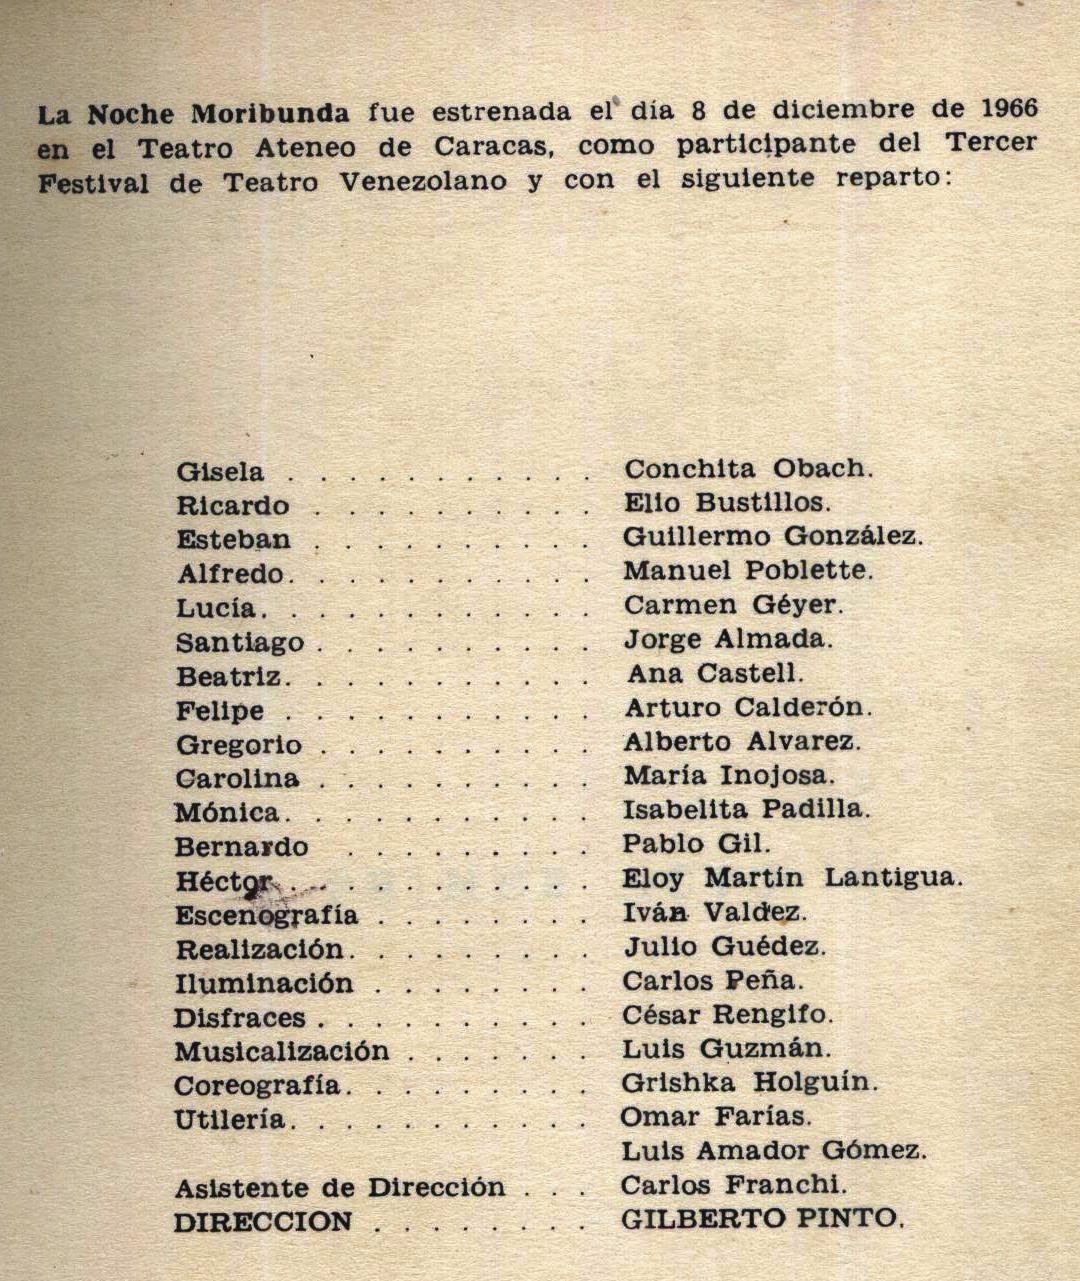 La Noche Moribunda fue estrenada el día 8 de diciembre de 1966
en el Teatro Ateneo de Caracas, como participante del Tercer
Festival de Teatro Venezolano y con el siguiente reparto:
Gisela . . . . . . . . . . . Conchita Obach.
Ricardo . . . . . . . . . . Elio Bustillos.
Esteban . . . . . . . . . . Guillermo González.
Alfredo. . . . . . . . . . . Manuel Poblette.
Lucía. . . . . . . . . . . . Carmen Géyer.
Santiago . . . . . . . . . . Jorge Almada.
Beatriz. . . . . . . . . . . Ana Castell.
Felipe . . . . . . . . . . . Arturo Calderón.
Gregorio . . . . . . . . . . Alberto Alvarez.
Carolina . . . . . . . . . . María Inojosa.
Mónica. . . . . . . . . . . Isabelita Padilla.
Bernardo . . . . . . . . . Pablo Gil.
Héctor . . . . . . . . . . . Eloy Martín Lantigua.
Escenografía . . . . . . . . Iván Valdez.
Realización. . . . . . . . . Julio Guédez.
Iluminación . . . . . . . . Carlos Peña.
Disfraces . . . . . . . . . . César Rengifo.
Musicalización . . . . . . . Luis Guzmán.
Coreografía. . . . . . . . . Grishka Holguín.
Utilería. . . . . . . . . . . Omar Farías.
Luis Amador Gómez.
Asistente de Dirección . . . Carlos Franchi.
DIRECCION . . . . . . . . GILBERTO PINTO.